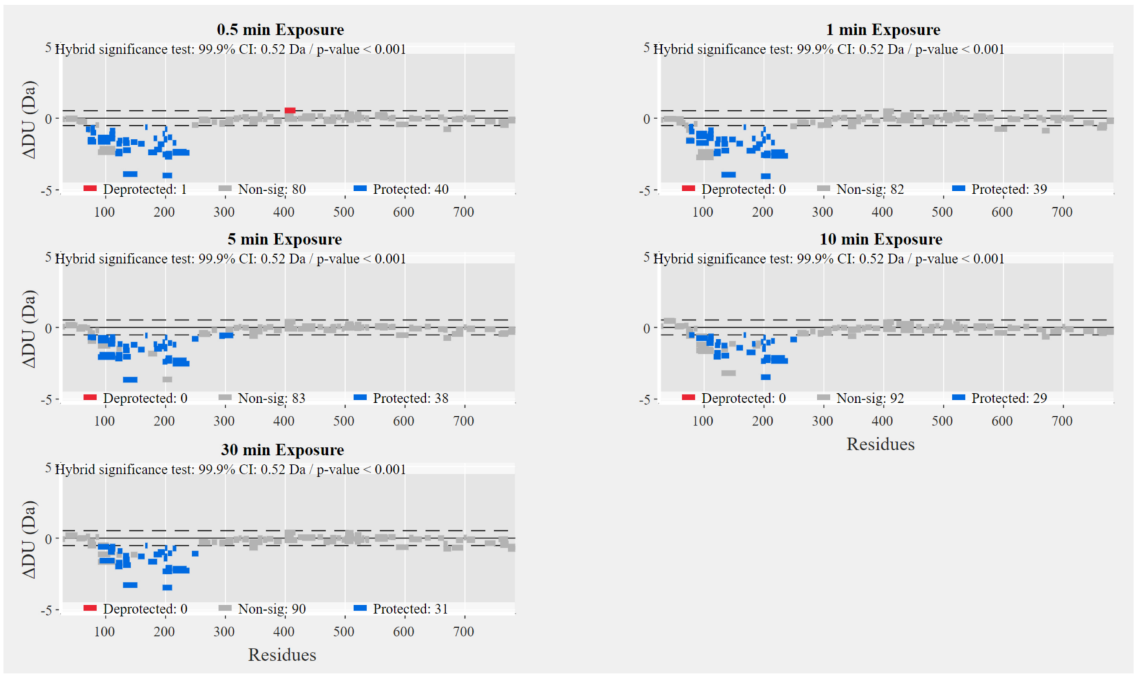 0.5 min Exposure
Hybrid significance test: 99.9% CI: 0.52 Da / p-value < 0.001
5
0
-5
ΔDU (Da)
Deprotected: 1 Non-sig: 80 Protected: 40
100 200 300 400 500 600 700
1 min Exposure
Hybrid significance test: 99.9% CI: 0.52 Da / p-value < 0.001
5
0
-5
Deprotected: 0 Non-sig: 82 Protected: 39
100 200 300 400 500 600 700
5 min Exposure
Hybrid significance test: 99.9% CI: 0.52 Da / p-value < 0.001
5
0
-5
ΔDU (Da)
Deprotected: 0 Non-sig: 83 Protected: 38
100 200 300 400 500 600 700
10 min Exposure
Hybrid significance test: 99.9% CI: 0.52 Da / p-value < 0.001
5
0
-5
Deprotected: 0 Non-sig: 92 Protected: 29
100 200 300 400 500 600 700
Residues
30 min Exposure
Hybrid significance test: 99.9% CI: 0.52 Da / p-value < 0.001
5
0
-5
ΔDU (Da)
Deprotected: 0 Non-sig: 90 Protected: 31
100 200 300 400 500 600 700
Residues